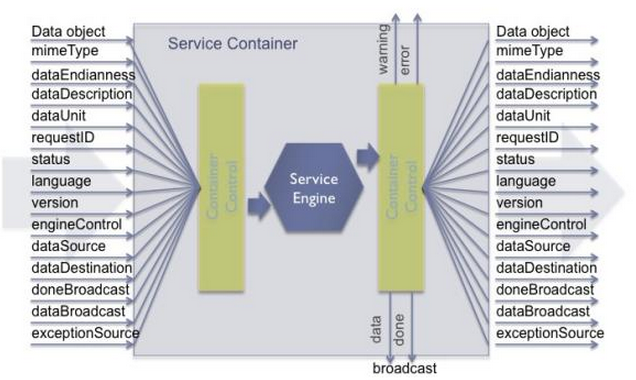 Data object
mimeType
dataEndianness
dataDescription
dataUnit
requestID
status
language
version
engineControl
dataSource
dataDestination
doneBroadcast
dataBroadcast
exceptionSource
Service Container
Container
Control
Service
Engine
Container
Control
warning
error
data
done
broadcast
Data object
mimeType
dataEndianness
dataDescription
dataUnit
requestID
status
language
version
engineControl
dataSource
dataDestination
doneBroadcast
dataBroadcast
exceptionSource